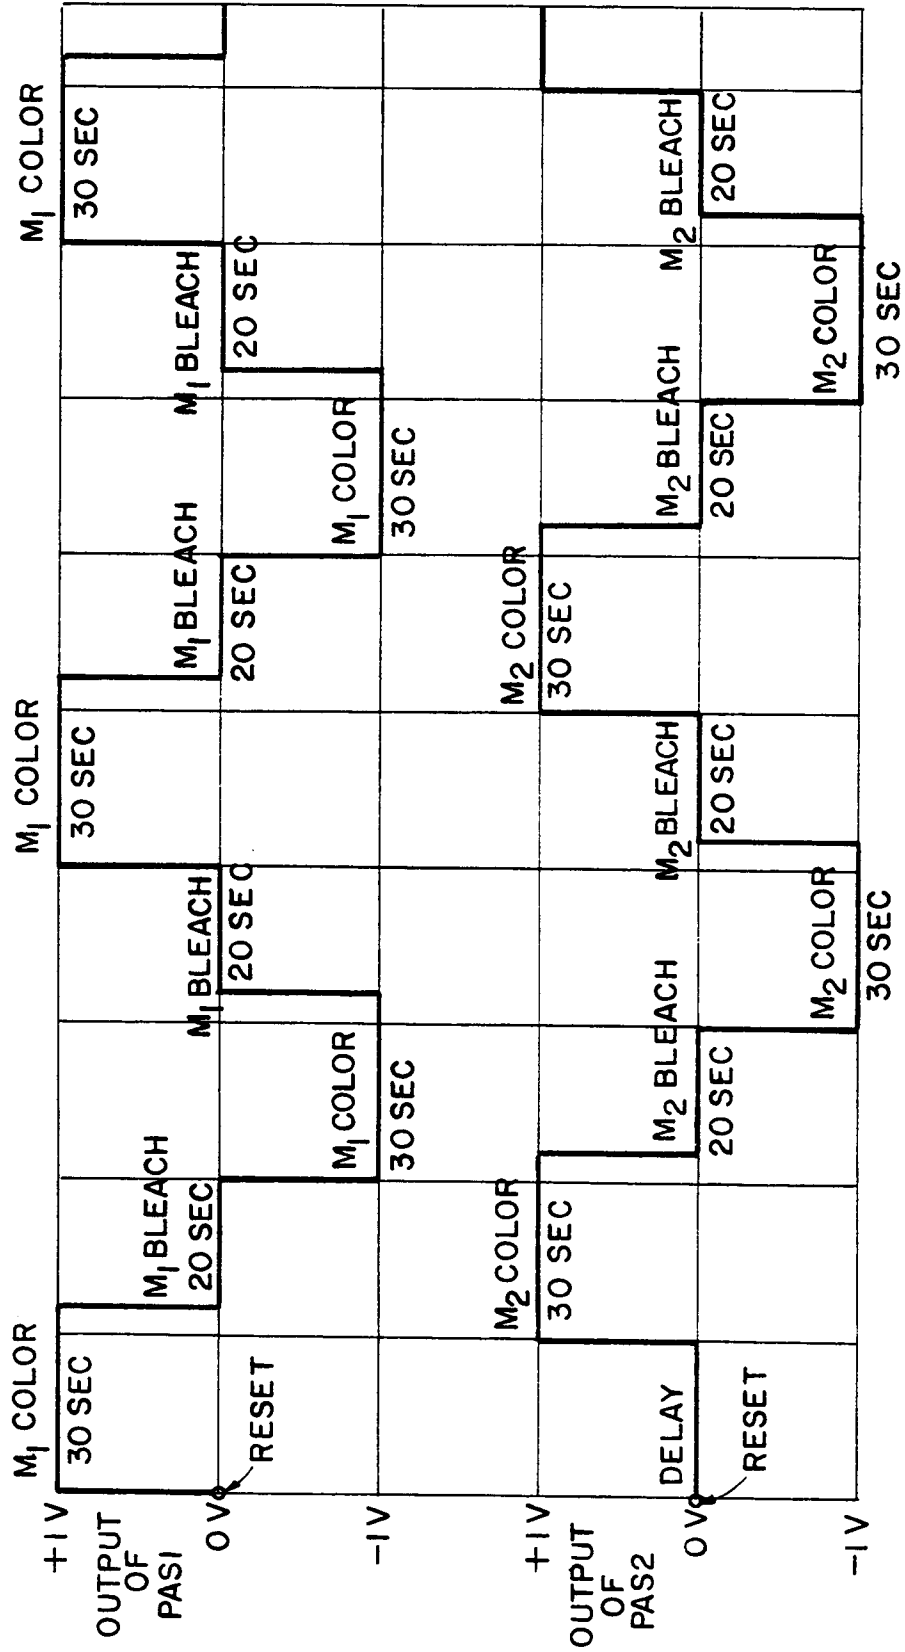 M1 COLOR
30 SEC
M1 BLEACH
20 SEC
M1 COLOR
30 SEC
M1 BLEACH
20 SEC
M1 COLOR
30 SEC
M1 BLEACH
20 SEC
M1 COLOR
30 SEC
M1 BLEACH
20 SEC
M1 COLOR
30 SEC
+1 V
OUTPUT
OF
PAS1
0 V
RESET
-1 V
M2 COLOR
30 SEC
M2 BLEACH
20 SEC
M2 COLOR
30 SEC
M2 BLEACH
20 SEC
M2 COLOR
30 SEC
M2 BLEACH
20 SEC
M2 COLOR
30 SEC
M2 BLEACH
20 SEC
+1 V
OUTPUT
OF
PAS2
0 V
DELAY
RESET
-1 V